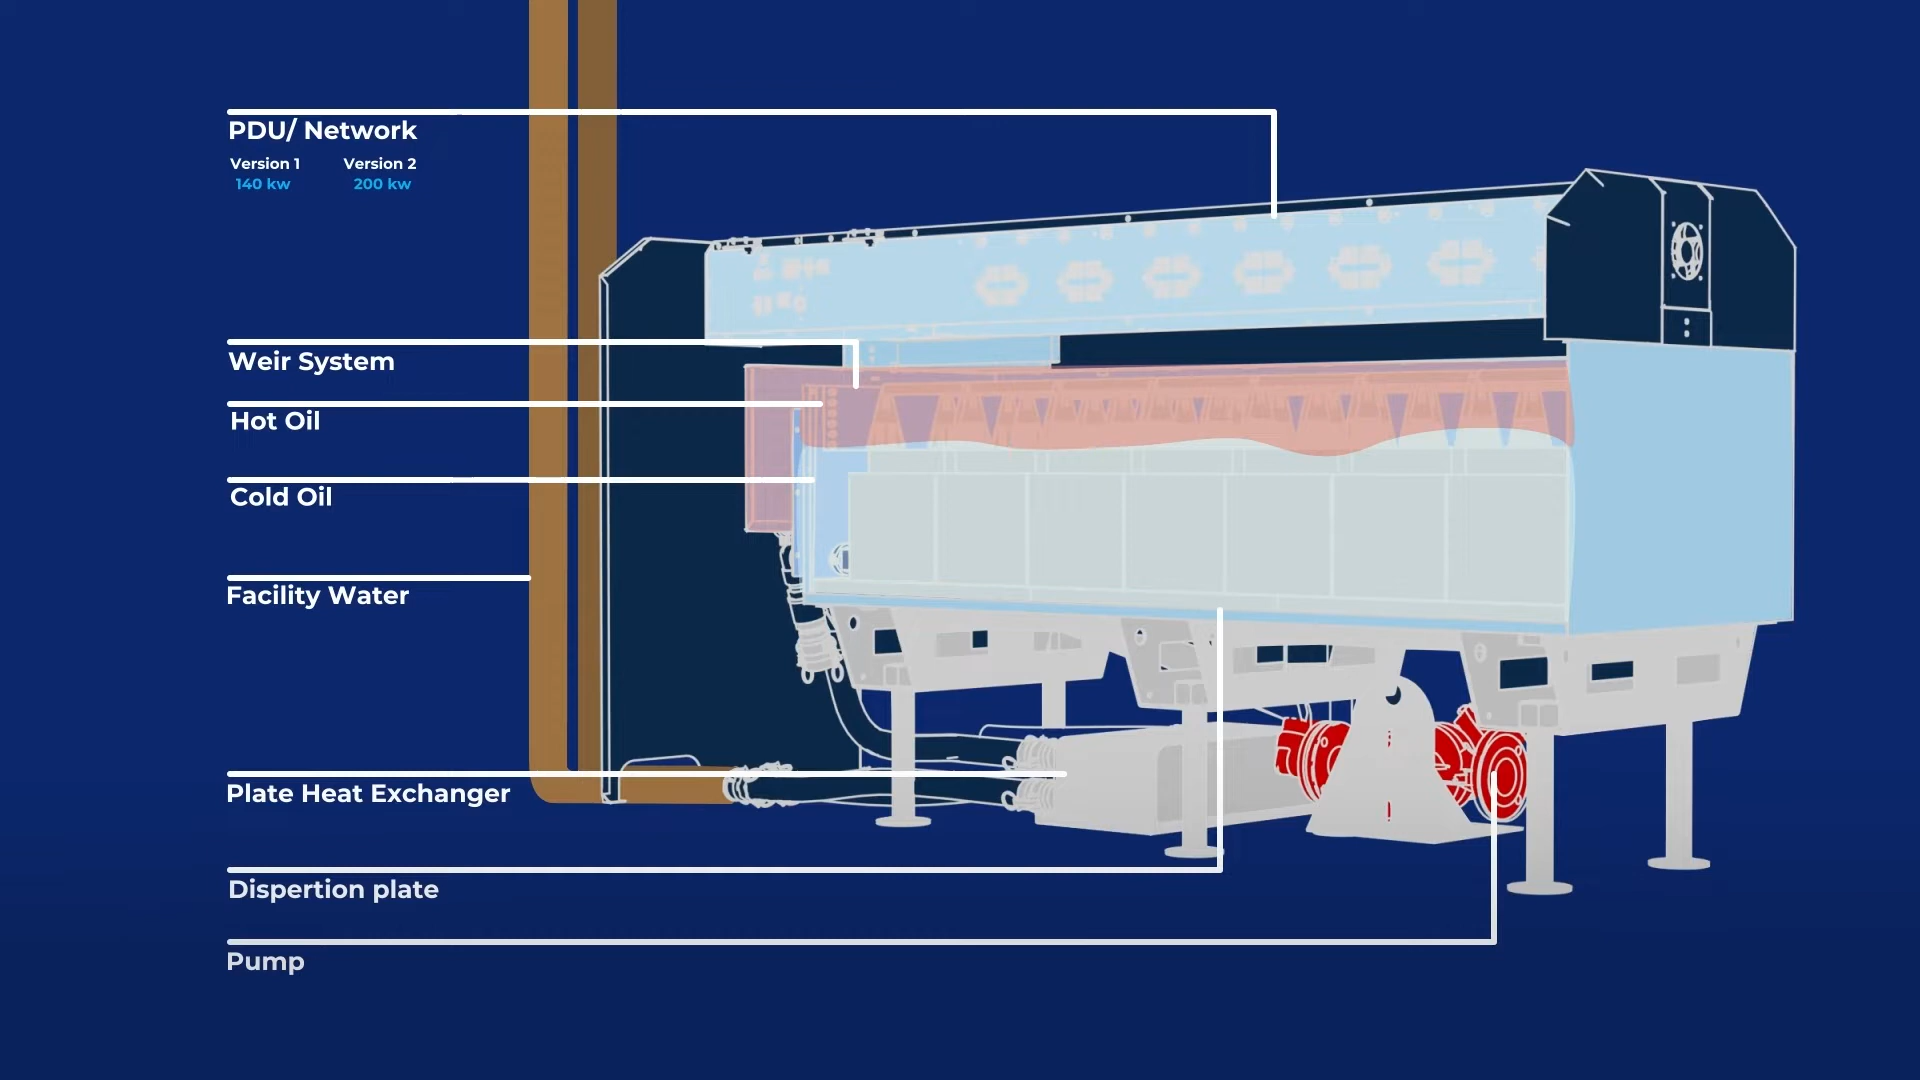 PDU/ Network
Version 1 Version 2
140 kw 200 kw
Weir System
Hot Oil
Cold Oil
Facility Water
Plate Heat Exchanger
Dispertion plate
Pump